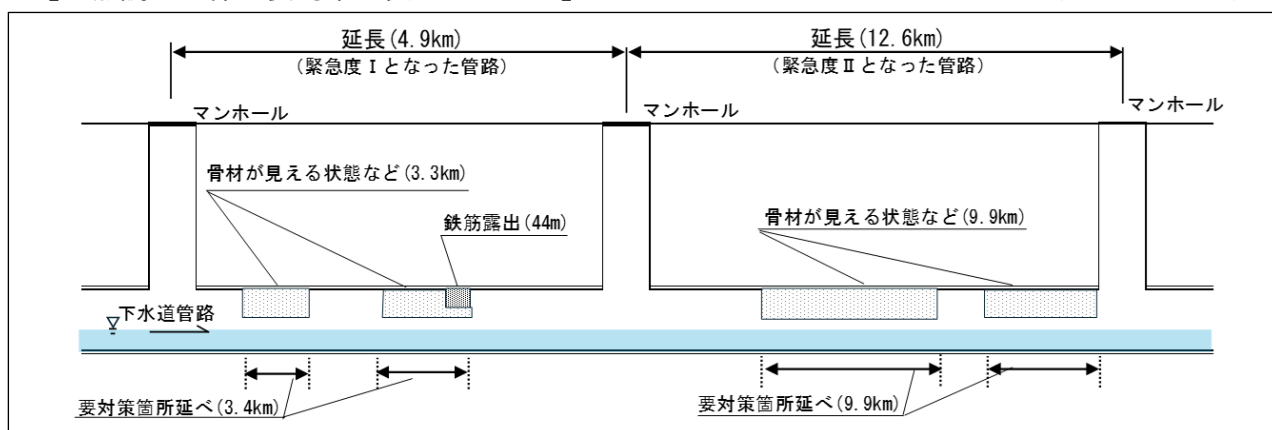 延長(4.9km)
(緊急度Ⅰとなった管路)
延長(12.6km)
(緊急度Ⅱとなった管路)
マンホール
マンホール
マンホール
骨材が見える状態など(3.3km)
鉄筋露出(44m)
骨材が見える状態など(9.9km)
下水道管路
要対策箇所延べ(3.4km)
要対策箇所延べ(9.9km)